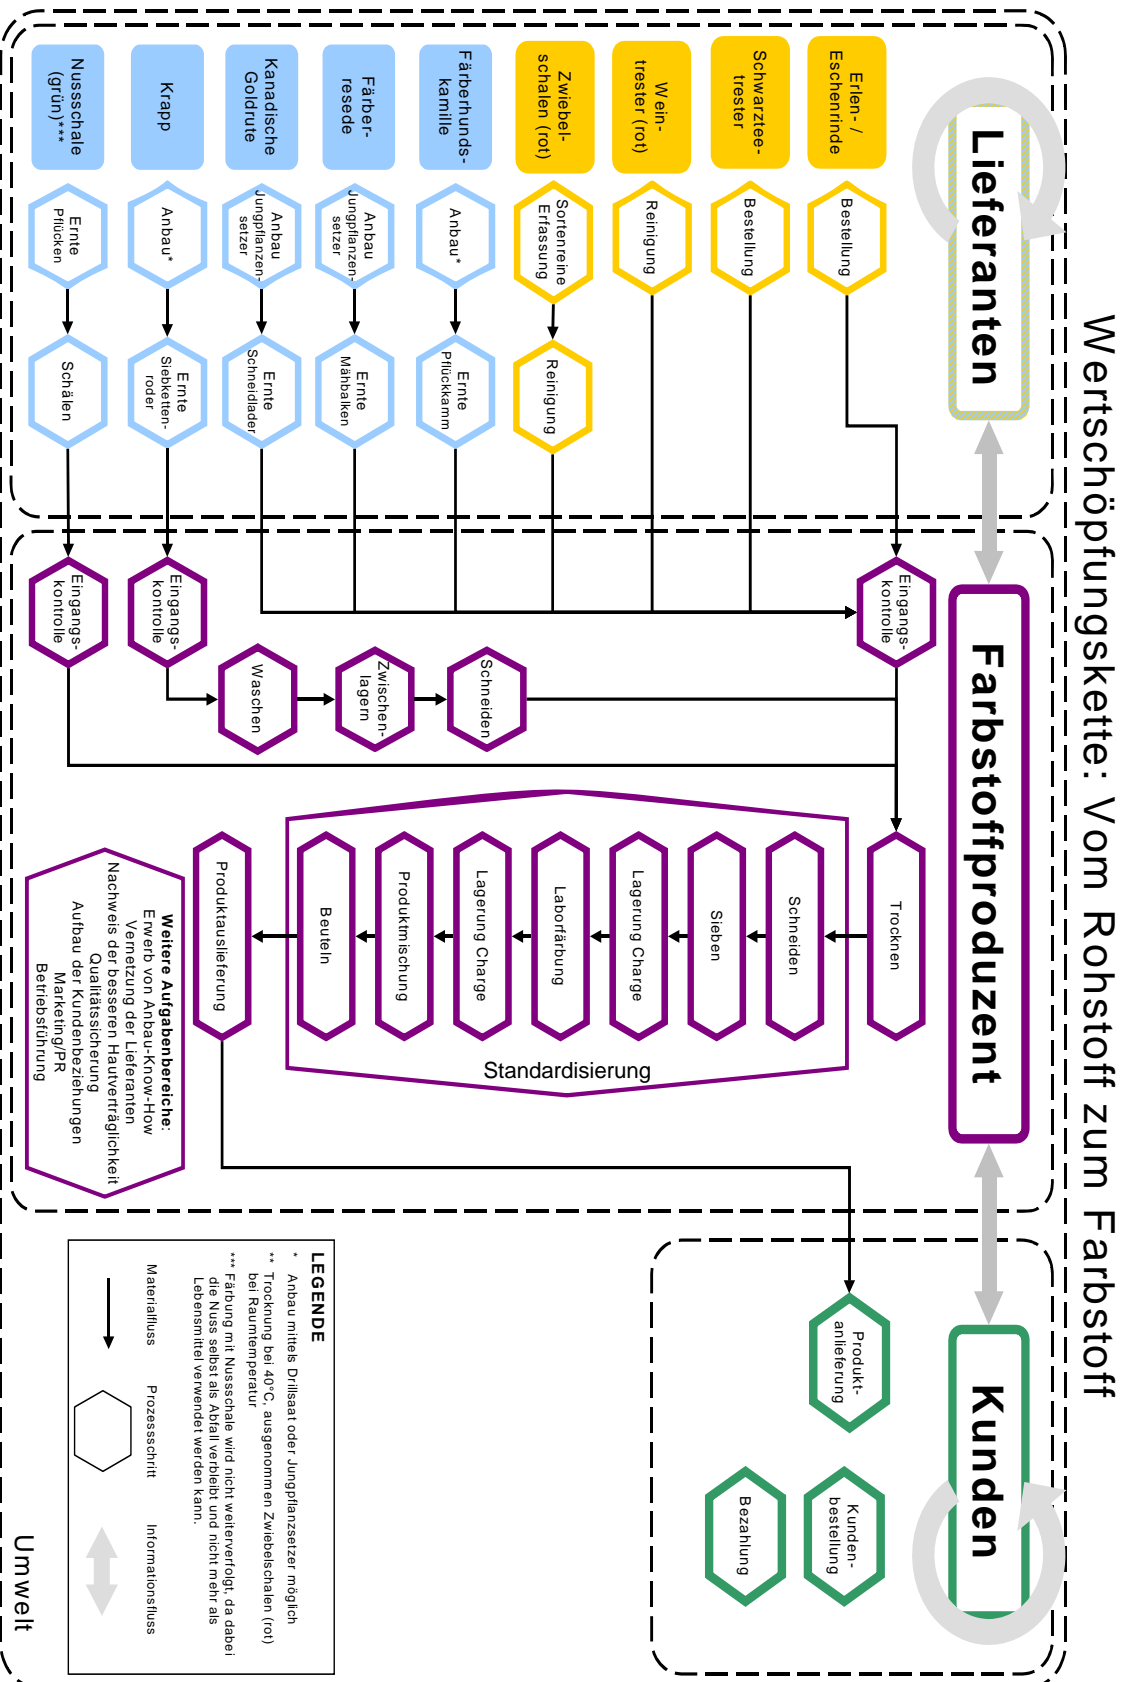 Wertschöpfungskette: Vom Rohstoff zum Farbstoff
Lieferanten
Farbstoffproduzent
Kunden
Erlen- /
Eschenrinde
Bestellung
Schwarztee-
trester
Bestellung
Wein-
trester (rot)
Reinigung
Zwiebel-
schalen (rot)
Sortenreine
Erfassung
Reinigung
Färberhunds-
kamille
Anbau*
Ernte
Pflückkamm
Färber-
resede
Anbau
Jungpflanzen-
setzer
Ernte
Mähbalken
Kanadische
Goldrute
Anbau
Jungpflanzen-
setzer
Ernte
Schneidlader
Krapp
Anbau*
Ernte
Siebketten-
roder
Nussschale
(grün)***
Ernte
Pflücken
Schälen
Eingangs-
kontrolle
Eingangs-
kontrolle
Eingangs-
kontrolle
Schneiden
Zwischen-
lagern
Waschen
Trocknen
Schneiden
Sieben
Lagerung Charge
Laborfärbung
Lagerung Charge
Produktmischung
Beuteln
Standardisierung
Produktauslieferung
Weitere Aufgabenbereiche:
Erwerb von Anbau-Know-How
Vernetzung der Lieferanten
Nachweis der besseren Hautverträglichkeit
Qualitätssicherung
Aufbau der Kundenbeziehungen
Marketing/PR
Betriebsführung
Produkt-
anlieferung
Kunden-
bestellung
Bezahlung
LEGENDE
* Anbau mittels Drillsaat oder Jungpflanzsetzer möglich
** Trocknung bei 40°C, ausgenommen Zwiebelschalen (rot)
bei Raumtemperatur
*** Färbung mit Nussschale wird nicht weiterverfolgt, da dabei
die Nuss selbst als Abfall verbleibt und nicht mehr als
Lebensmittel verwendet werden kann.
Materialfluss
Prozessschritt
Informationsfluss
Umwelt